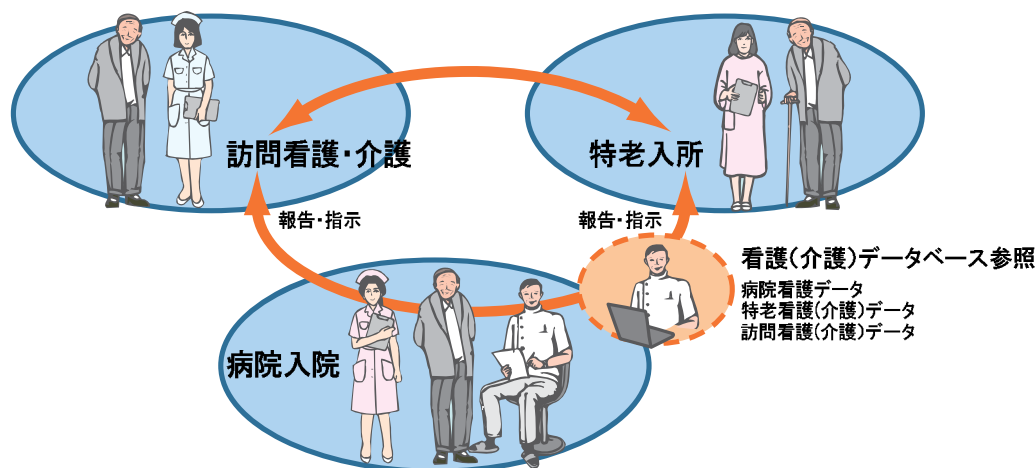 訪問看護・介護
特老入所
報告・指示
報告・指示
看護(介護)データベース参照
病院看護データ
特老看護(介護)データ
訪問看護(介護)データ
病院入院